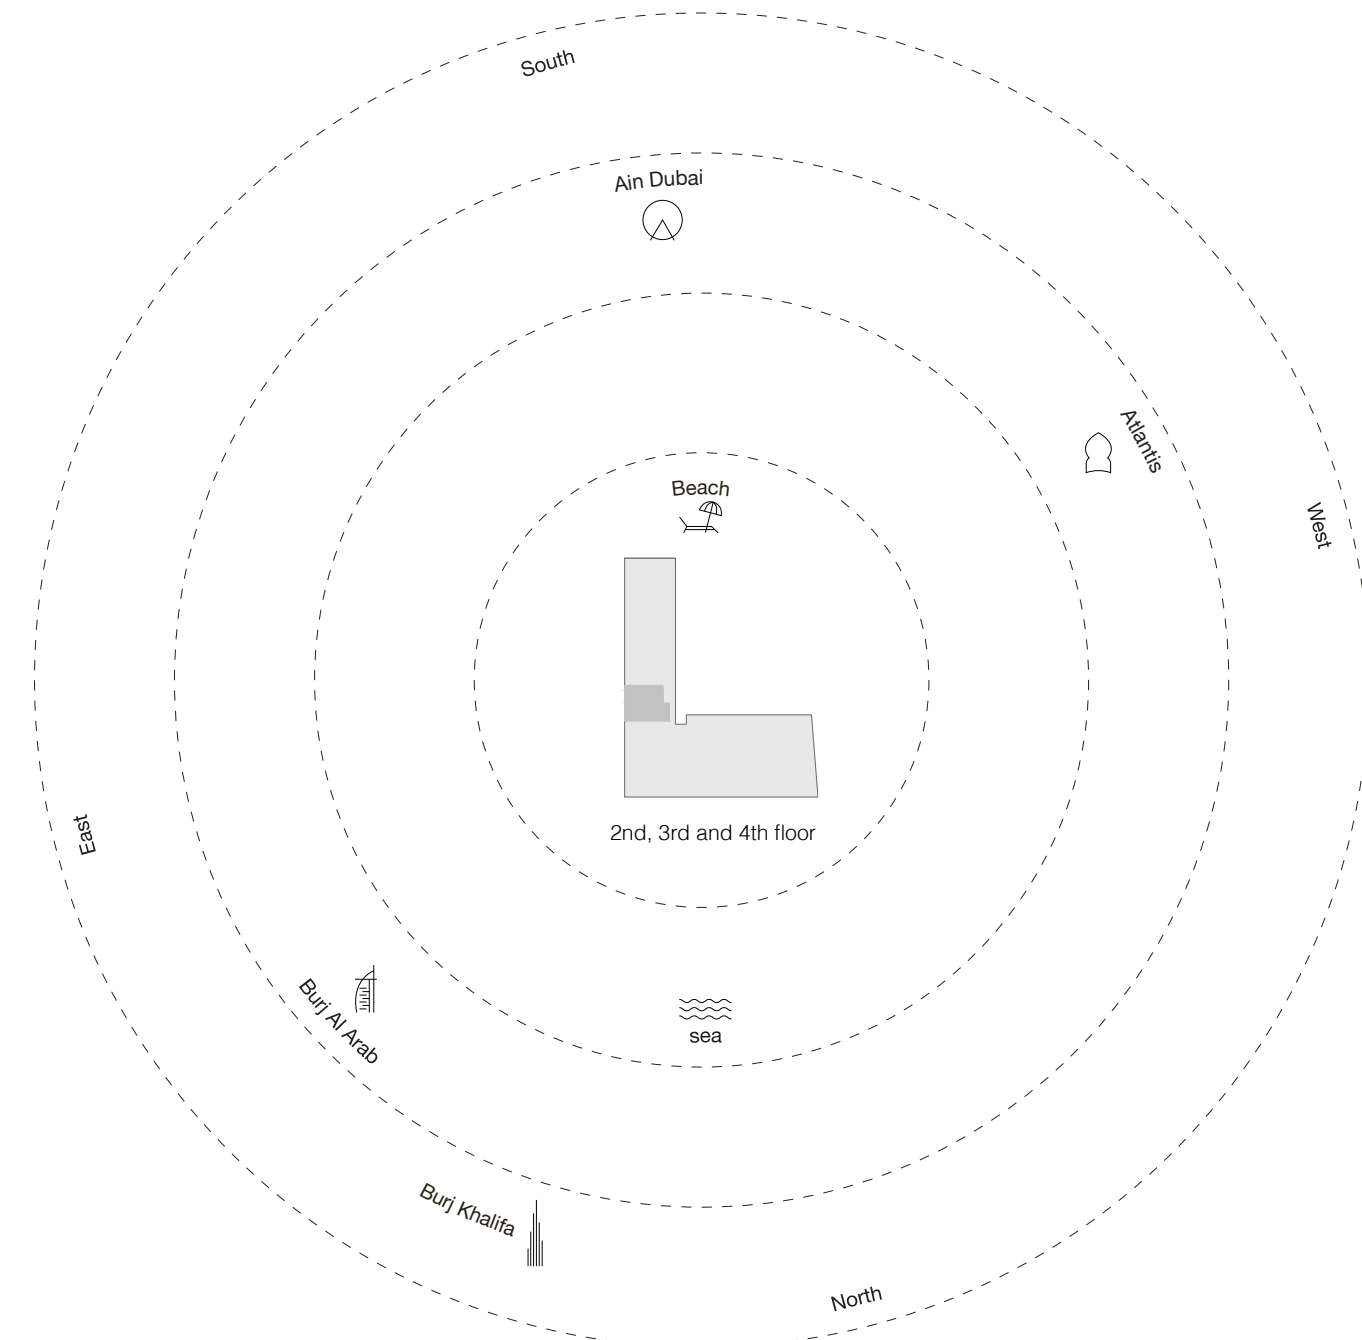 South
Ain Dubai
Atlantis
Beach
West
2nd, 3rd and 4th floor
East
Burj Al Arab
sea
Burj Khalifa
North